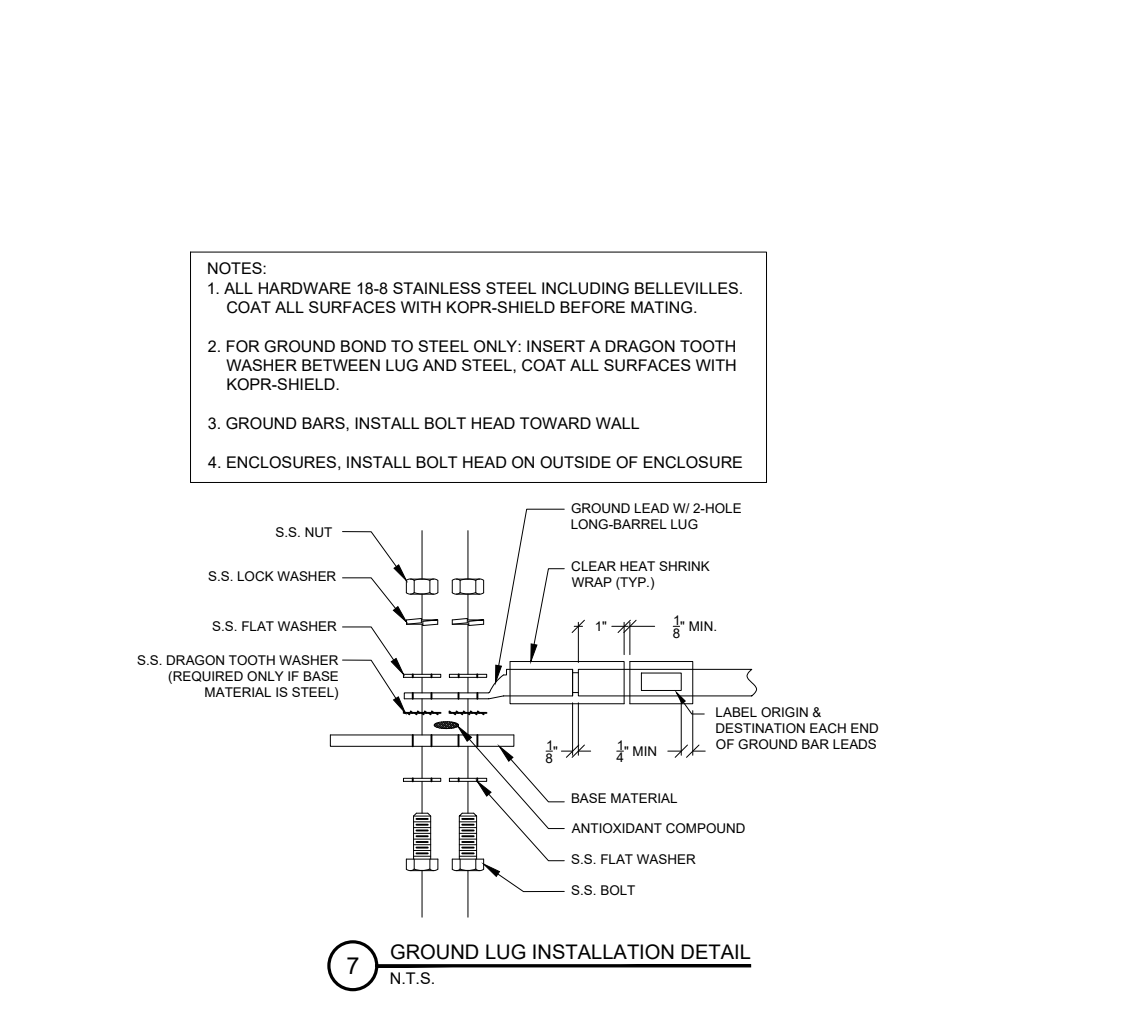 NOTES:
1. ALL HARDWARE 18-8 STAINLESS STEEL INCLUDING BELLEVILLES.
COAT ALL SURFACES WITH KOPR-SHIELD BEFORE MATING.
2. FOR GROUND BOND TO STEEL ONLY: INSERT A DRAGON TOOTH
WASHER BETWEEN LUG AND STEEL, COAT ALL SURFACES WITH
KOPR-SHIELD.
3. GROUND BARS, INSTALL BOLT HEAD TOWARD WALL
4. ENCLOSURES, INSTALL BOLT HEAD ON OUTSIDE OF ENCLOSURE
GROUND LEAD W/ 2-HOLE
LONG-BARREL LUG
S.S. NUT
CLEAR HEAT SHRINK
WRAP (TYP.)
S.S. LOCK WASHER
S.S. FLAT WASHER
1"
1/8" MIN.
S.S. DRAGON TOOTH WASHER
(REQUIRED ONLY IF BASE
MATERIAL IS STEEL)
LABEL ORIGIN &
DESTINATION EACH END
OF GROUND BAR LEADS
1/8"
1/4" MIN
BASE MATERIAL
ANTIOXIDANT COMPOUND
S.S. FLAT WASHER
S.S. BOLT
7
GROUND LUG INSTALLATION DETAIL
N.T.S.